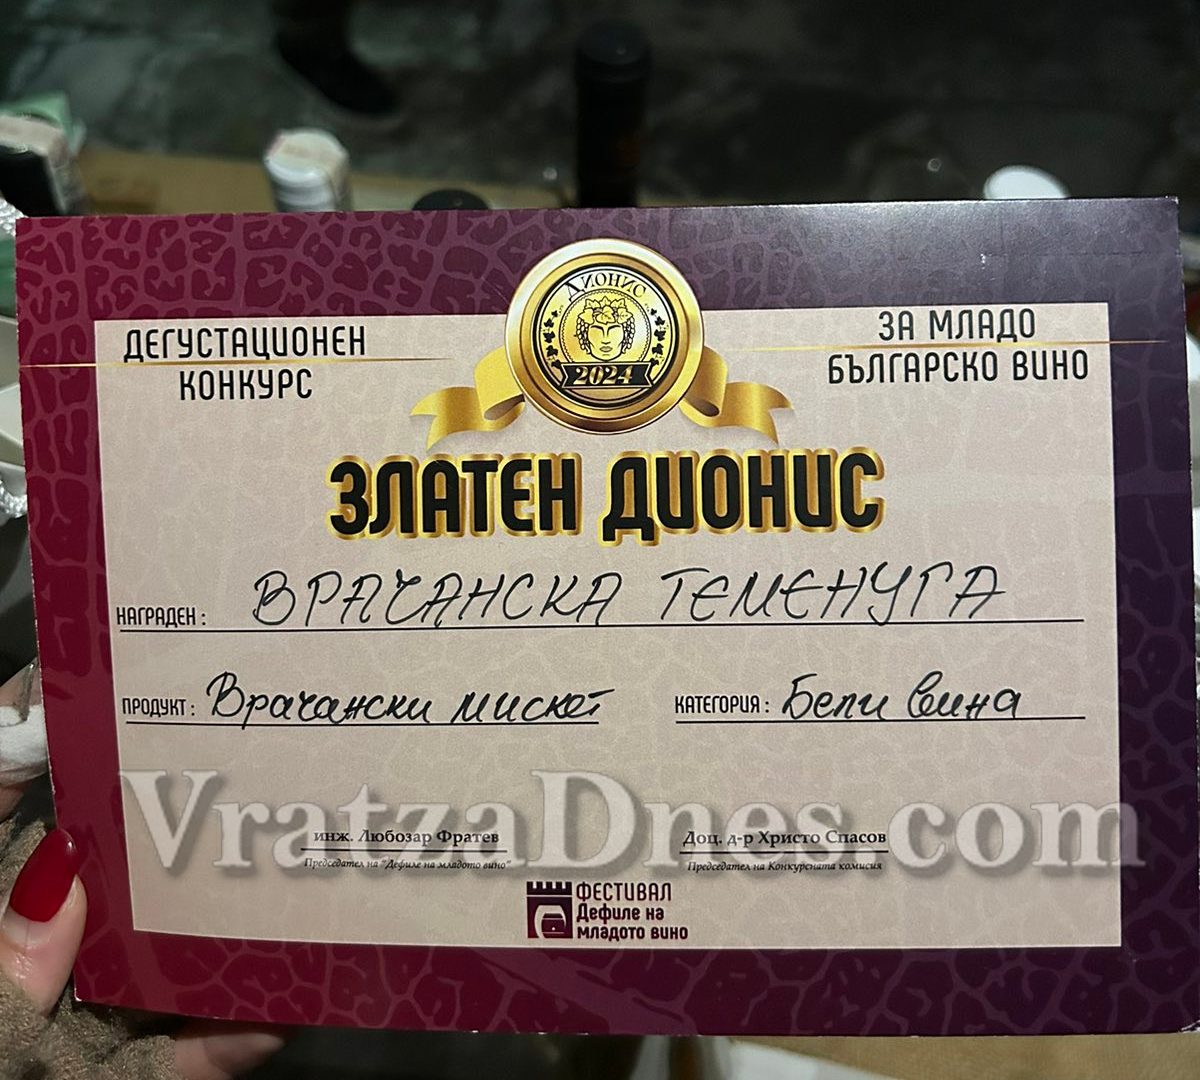 ДЕГУСТАЦИОНЕН
КОНКУРС
ДИОНИС
2024
ЗА МЛАДО
БЪЛГАРСКО ВИНО
ЗЛАТЕН ДИОНИС
НАГРАДЕН: ВРАЧАНСКА ТЕМЕНУГА
ПРОДУКТ: Врачански мискет КАТЕГОРИЯ: Бели вина
VratzaDnes.com
инж. Любозар Фратев
Председател на "Дефиле на младото вино"
Доц. д-р Христо Спасов
Председател на Конкурсната комисия
ФЕСТИВАЛ
Дефиле на
младото вино